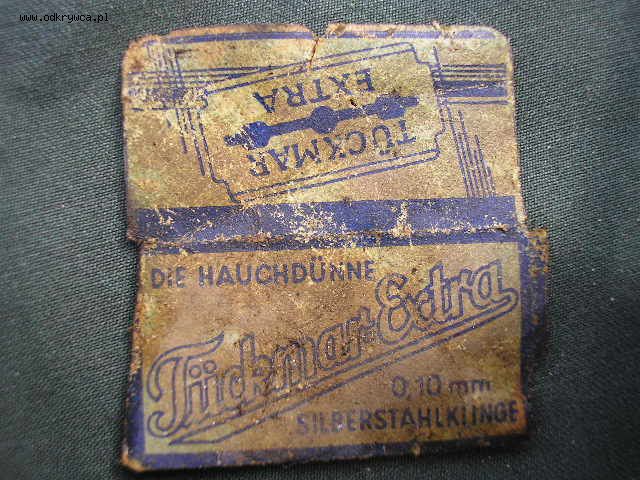 www.odkrywca.pl
TÜCKMAR
EXTRA
DIE HAUCHDÜNNE
Tückmar-Extra
0,10 mm
SILBERSTAHLKLINGE